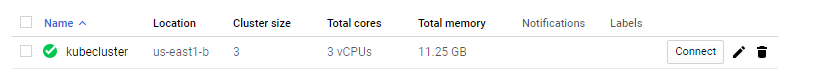 Name Location Cluster size Total cores Total memory Notifications Labels
kubecluster us-east1-b 3 3 vCPUs 11.25 GB Connect